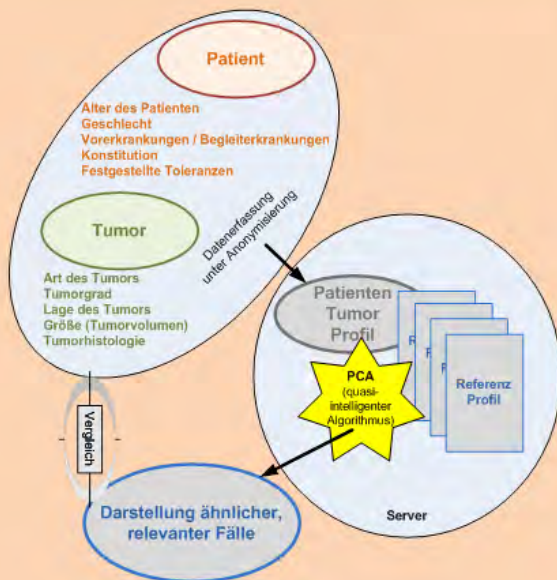 Patient
Alter des Patienten
Geschlecht
Vorerkrankungen / Begleiterkrankungen
Konstitution
Festgestellte Toleranzen
Tumor
Datenerfassung
unter Anonymisierung
Art des Tumors
Tumorgrad
Lage des Tumors
Größe (Tumorvolumen)
Tumorhistologie
Patienten
Tumor
Profil
R
P
Referenz
Profil
PCA
(quasi-
intelligenter
Algorithmus)
Vergleich
Darstellung ähnlicher,
relevanter Fälle
Server